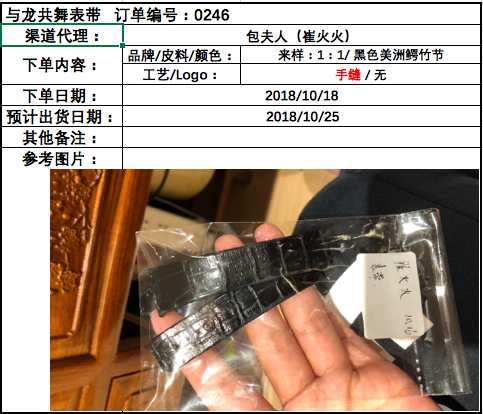 与龙共舞表带 订单编号：0246
渠道代理： 包夫人（崔火火）
下单内容： 品牌/皮料/颜色： 来样：1：1/ 黑色美洲鳄竹节
工艺/Logo： 手缝 / 无
下单日期： 2018/10/18
预计出货日期： 2018/10/25
其他备注：
参考图片：
崔火火